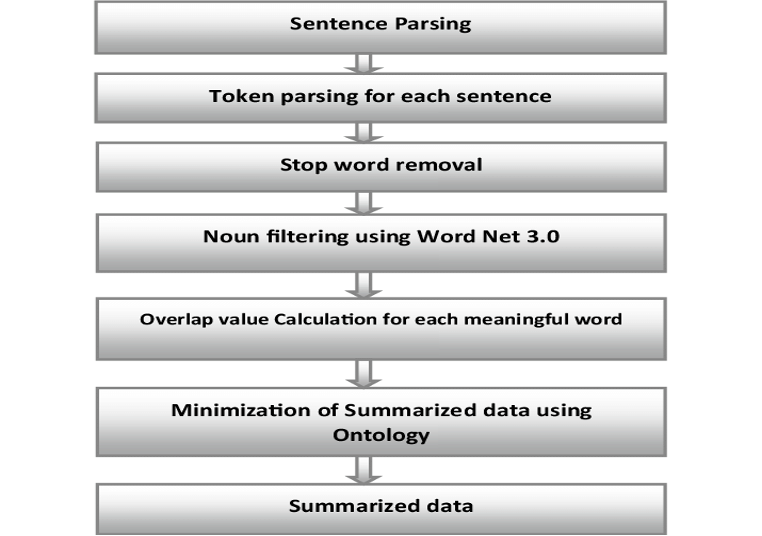 Sentence Parsing
Token parsing for each sentence
Stop word removal
Noun filtering using Word Net 3.0
Overlap value Calculation for each meaningful word
Minimization of Summarized data using
Ontology
Summarized data